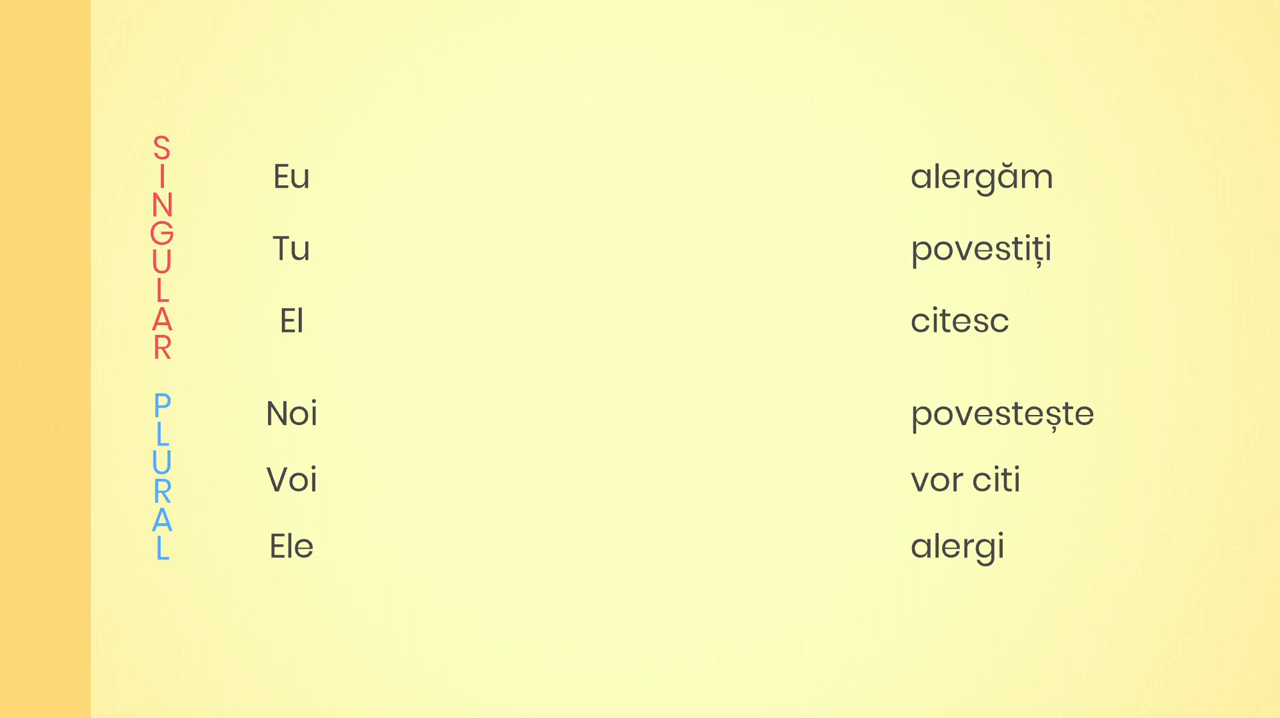 SINGULAR
Eu alergăm
Tu povestiți
El citesc
PLURAL
Noi povestește
Voi vor citi
Ele alergi